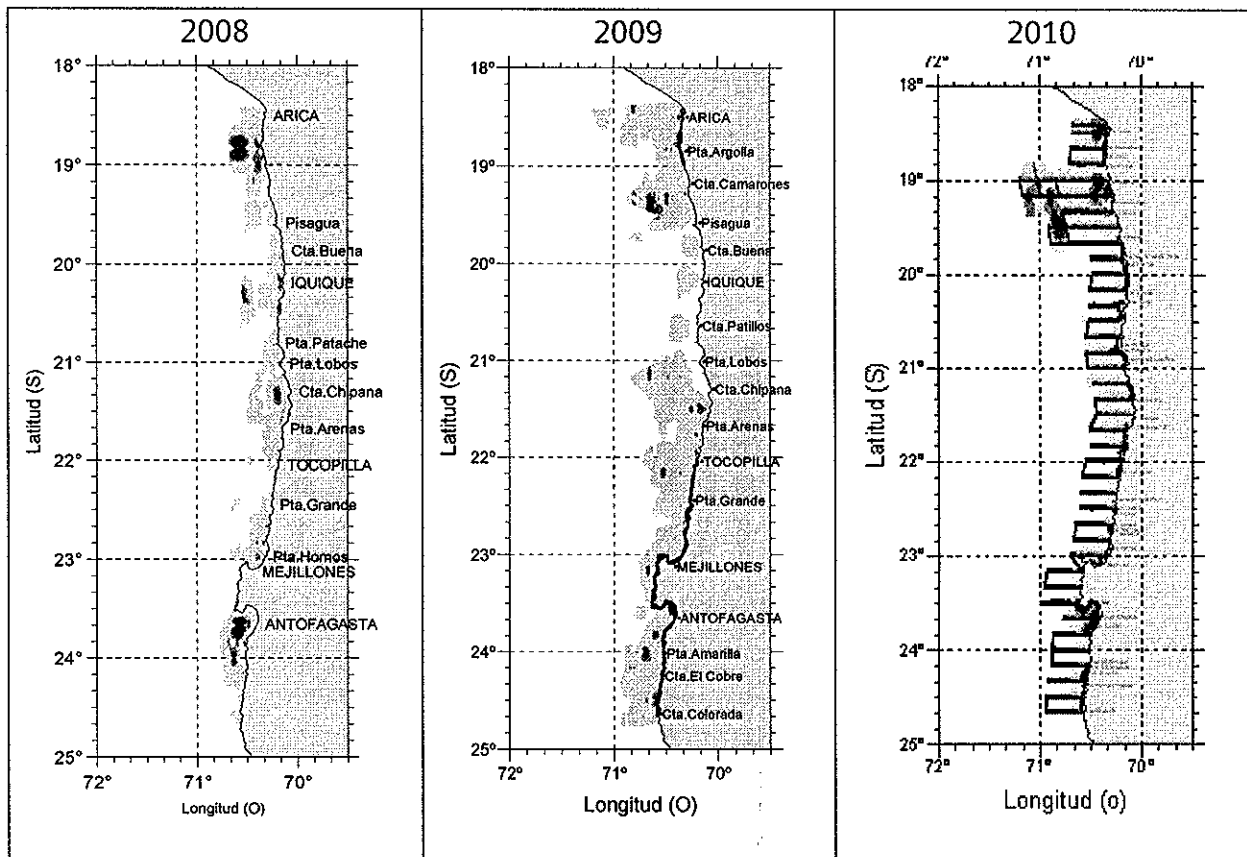 2008
18°
ARICA
19°
Pisagua
Cta.Buena
20°
IQUIQUE
Pta.Patache
21°
Pta.Lobos
Cta.Chipana
Pta.Arenas
22°
TOCOPILLA
Pta.Grande
23°
Pta.Hornos
MEJILLONES
ANTOFAGASTA
24°
25°
72° 71° 70°
Latitud (S)
Longitud (O)
2009
18°
ARICA
Pta.Argolla
19°
Cta.Camarones
Pisagua
Cta.Buena
20°
IQUIQUE
Cta.Patillos
21°
Pta.Lobos
Cta.Chipana
Pta.Arenas
22°
TOCOPILLA
Pta.Grande
23°
MEJILLONES
ANTOFAGASTA
24°
Pta.Amarilla
Cta.El Cobre
Cta.Colorada
25°
72° 71° 70°
Latitud (S)
Longitud (O)
2010
72° 71° 70°
18°
19°
20°
21°
22°
23°
24°
25°
72° 71° 70°
Latitud (S)
Longitud (o)